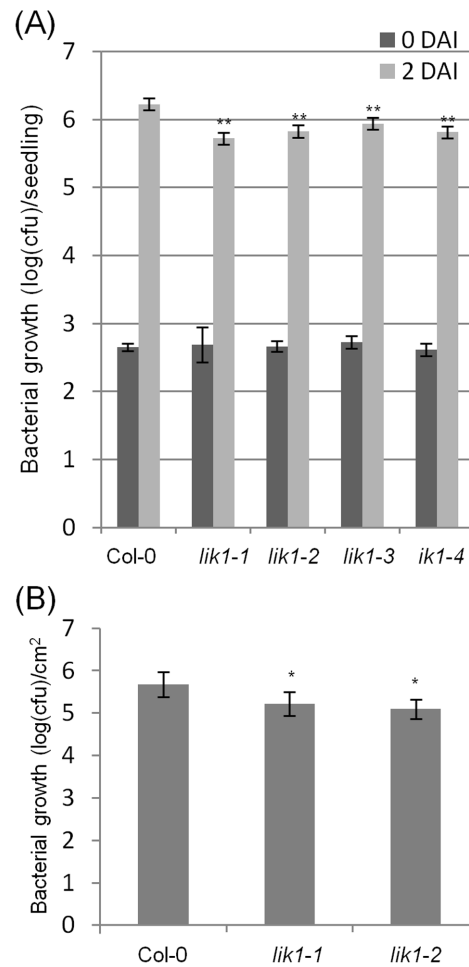 (A)
0 DAI
2 DAI
Bacterial growth (log(cfu)/seedling)
7
6
5
4
3
2
1
0
** ** ** **
Col-0 lik1-1 lik1-2 lik1-3 ik1-4
(B)
Bacterial growth (log(cfu)/cm²
7
6
5
4
3
2
1
0
* *
Col-0 lik1-1 lik1-2